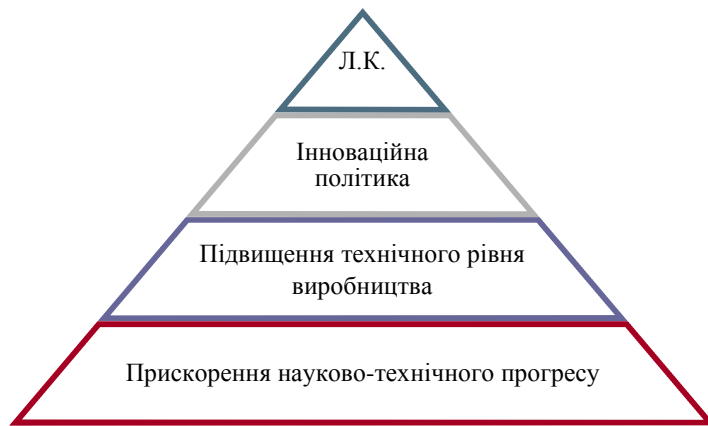 Л.К.
Інноваційна
політика
Підвищення технічного рівня
виробництва
Прискорення науково-технічного прогресу